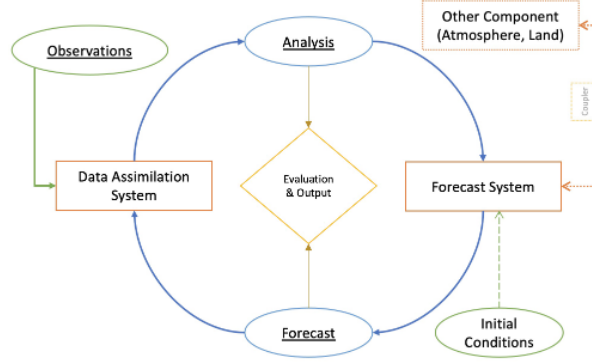 Observations
Analysis
Other Component
(Atmosphere, Land)
Coupler
Data Assimilation
System
Evaluation
& Output
Forecast System
Forecast
Initial
Conditions